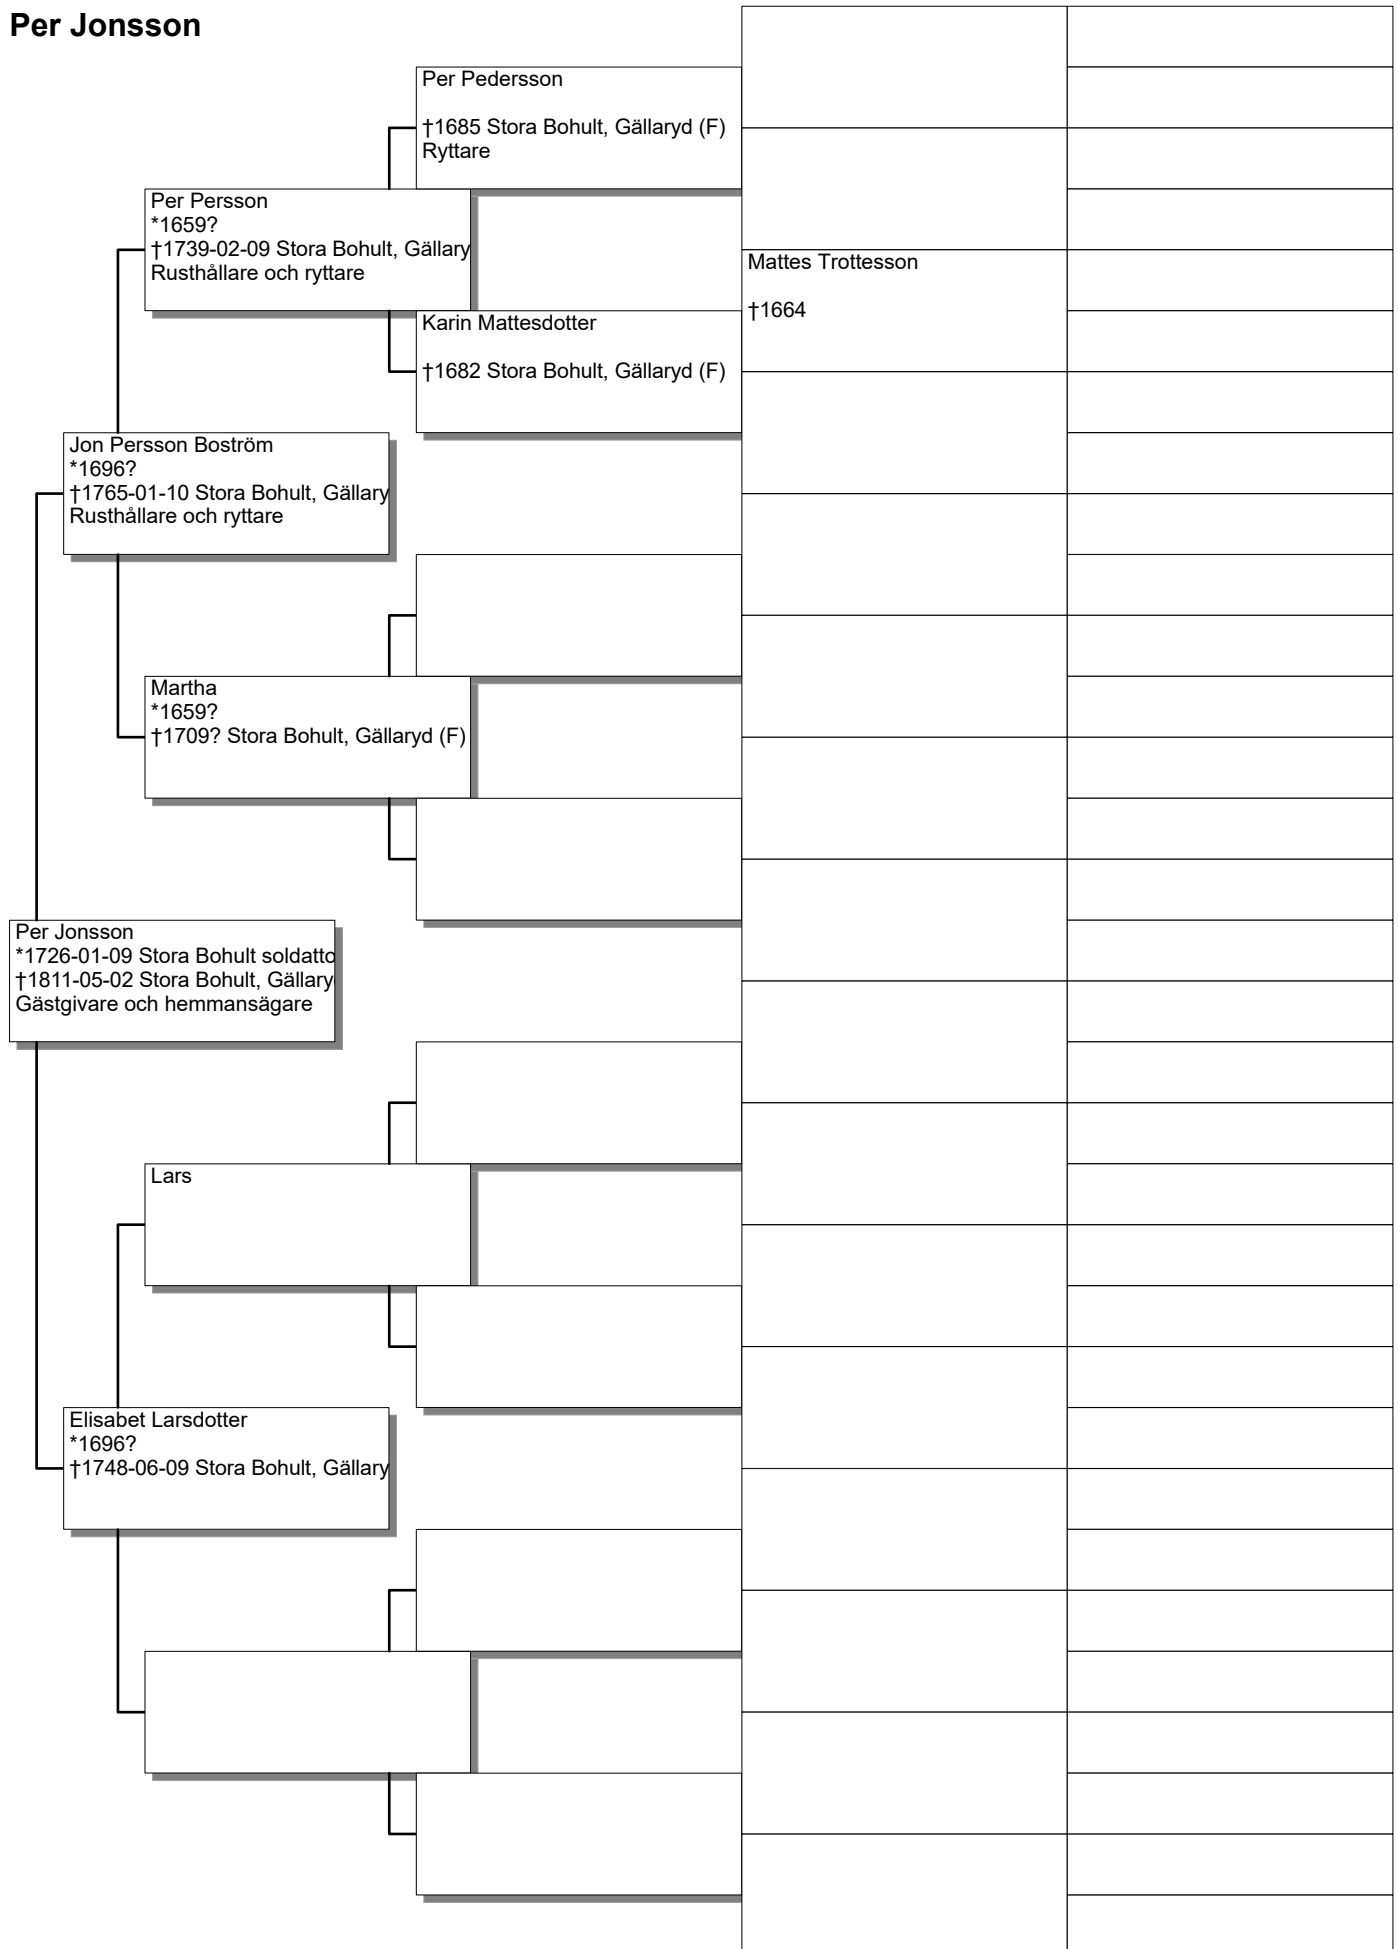 Per Jonsson
Per Pedersson
†1685 Stora Bohult, Gällaryd (F)
Ryttare
Per Persson
*1659?
†1739-02-09 Stora Bohult, Gällary
Rusthållare och ryttare
Mattes Trottesson
†1664
Karin Mattesdotter
†1682 Stora Bohult, Gällaryd (F)
Jon Persson Boström
*1696?
†1765-01-10 Stora Bohult, Gällary
Rusthållare och ryttare
Martha
*1659?
†1709? Stora Bohult, Gällaryd (F)
Per Jonsson
*1726-01-09 Stora Bohult soldatto
†1811-05-02 Stora Bohult, Gällary
Gästgivare och hemmansägare
Lars
Elisabet Larsdotter
*1696?
†1748-06-09 Stora Bohult, Gällary